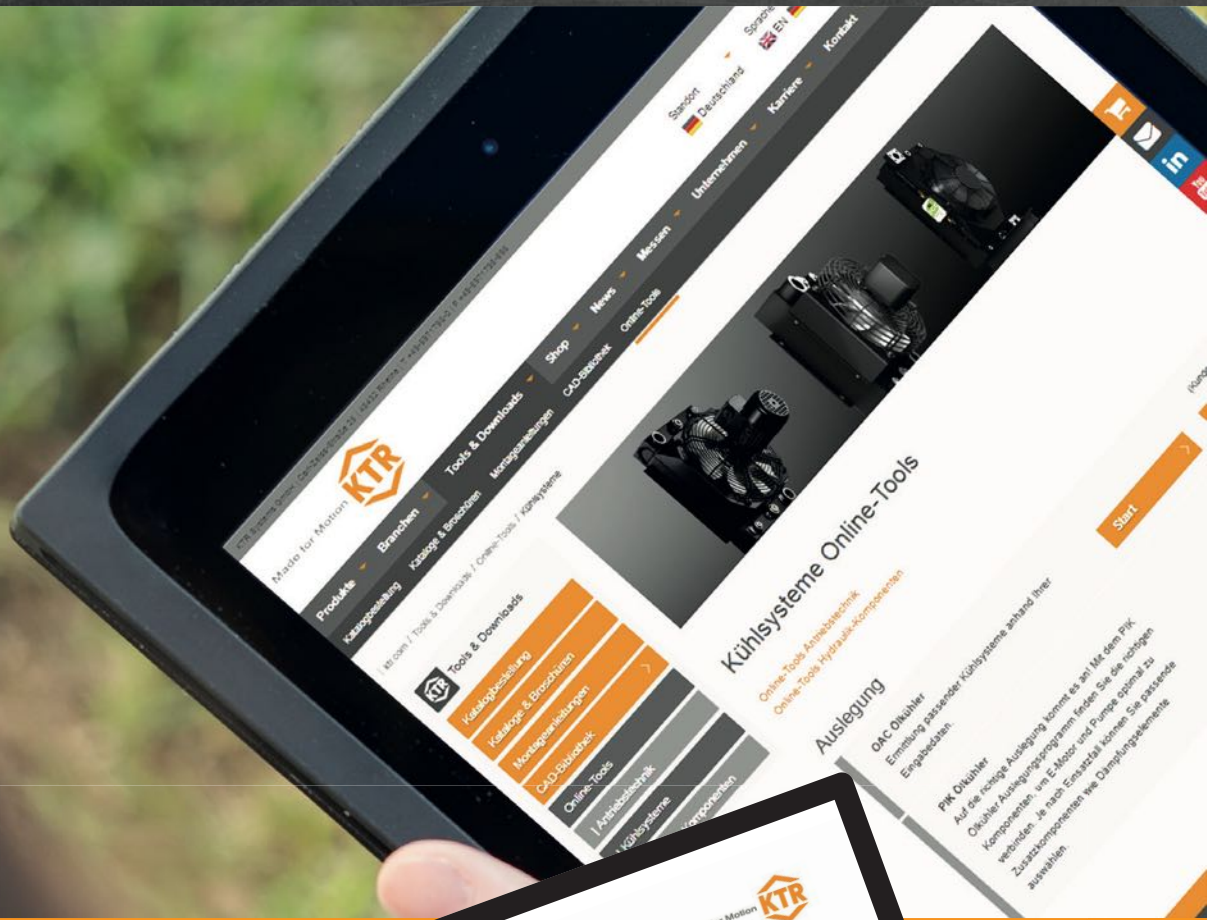 Standort
Deutschland
EN
Made for Motion
KTR
Produkte
Branchen
Tools & Downloads
Shop
News
Messen
Unternehmen
Karriere
Kontakt
Katalogbestellung
Kataloge & Broschüren
Montageanleitungen
CAD-Bibliothek
Online-Tools
ktr.com / Tools & Downloads / Online-Tools / Kühlsysteme
KTR
Tools & Downloads
Katalogbestellung
Kataloge & Broschüren
Montageanleitungen
CAD-Bibliothek
Online-Tools
| Antriebstechnik
| Kühlsysteme
Komponenten
in
You
Kühlsysteme Online-Tools
Online-Tools Antriebstechnik
Online-Tools Hydraulik-Komponenten
Auslegung
OAC Ölkühler
Ermittlung passender Kühlsysteme anhand Ihrer
Eingabedaten.
Start
PIK Ölkühler
Auf die richtige Auslegung kommt es an! Mit dem PIK
Ölkühler Auslegungsprogramm finden Sie die richtigen
Komponenten, um E-Motor und Pumpe optimal zu
verbinden. Je nach Einsatzfall können Sie passende
Zusatzkomponenten wie Dämpfungselemente
auswählen.
Motion
KTR